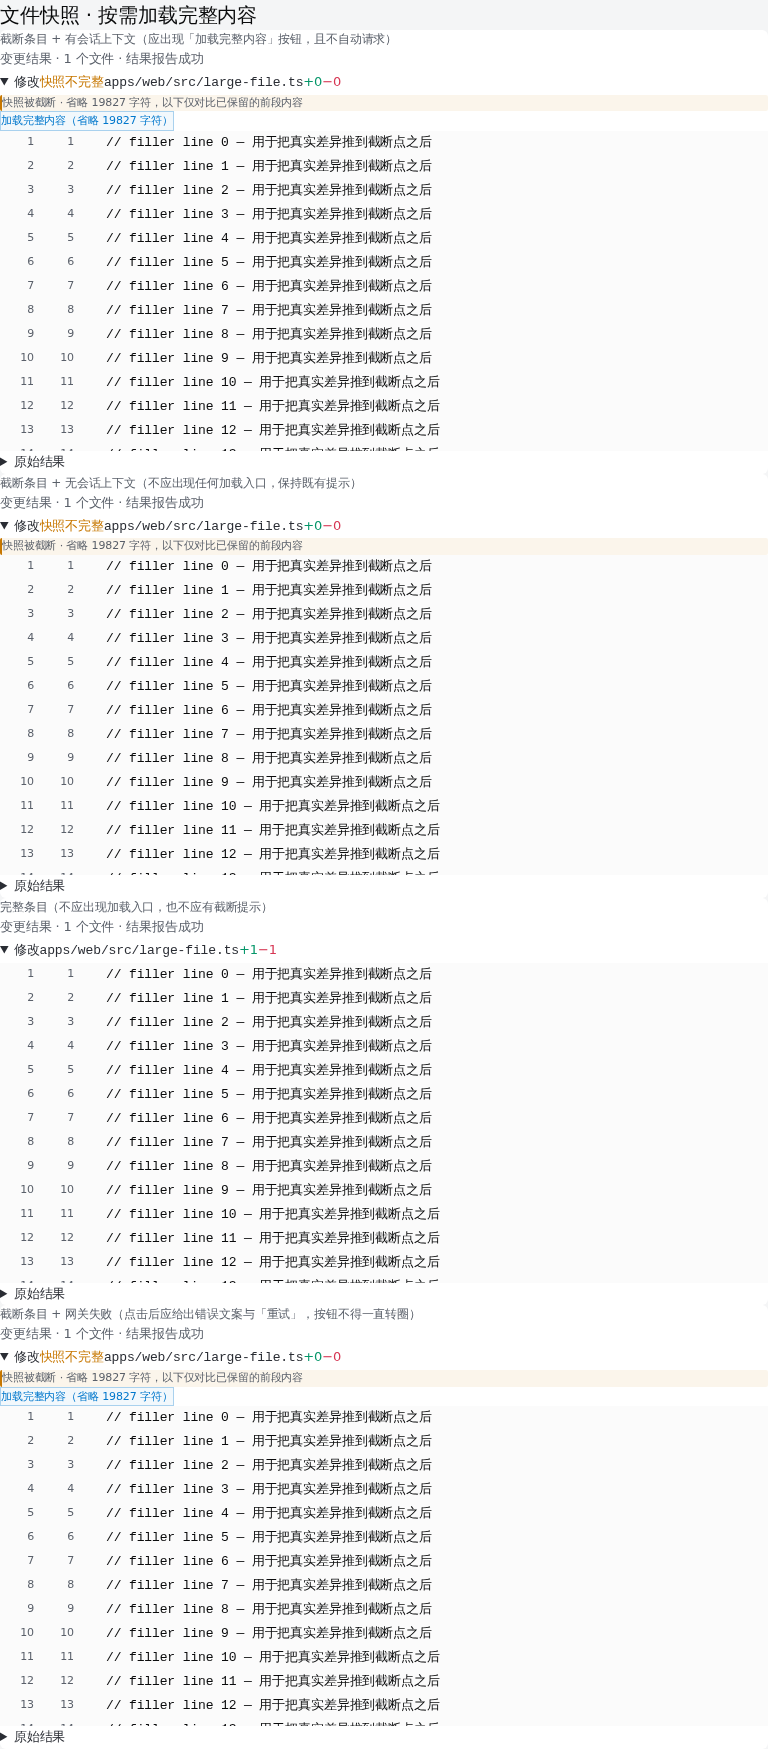 文件快照 · 按需加载完整内容
截断条目 + 有会话上下文（应出现「加载完整内容」按钮，且不自动请求）
变更结果 · 1 个文件 · 结果报告成功
▼ 修改快照不完整apps/web/src/large-file.ts+0−0
快照被截断 · 省略 19827 字符，以下仅对比已保留的前段内容
加载完整内容（省略 19827 字符）
1 1 // filler line 0 — 用于把真实差异推到截断点之后
2 2 // filler line 1 — 用于把真实差异推到截断点之后
3 3 // filler line 2 — 用于把真实差异推到截断点之后
4 4 // filler line 3 — 用于把真实差异推到截断点之后
5 5 // filler line 4 — 用于把真实差异推到截断点之后
6 6 // filler line 5 — 用于把真实差异推到截断点之后
7 7 // filler line 6 — 用于把真实差异推到截断点之后
8 8 // filler line 7 — 用于把真实差异推到截断点之后
9 9 // filler line 8 — 用于把真实差异推到截断点之后
10 10 // filler line 9 — 用于把真实差异推到截断点之后
11 11 // filler line 10 — 用于把真实差异推到截断点之后
12 12 // filler line 11 — 用于把真实差异推到截断点之后
13 13 // filler line 12 — 用于把真实差异推到截断点之后
▶ 原始结果
截断条目 + 无会话上下文（不应出现任何加载入口，保持既有提示）
变更结果 · 1 个文件 · 结果报告成功
▼ 修改快照不完整apps/web/src/large-file.ts+0−0
快照被截断 · 省略 19827 字符，以下仅对比已保留的前段内容
1 1 // filler line 0 — 用于把真实差异推到截断点之后
2 2 // filler line 1 — 用于把真实差异推到截断点之后
3 3 // filler line 2 — 用于把真实差异推到截断点之后
4 4 // filler line 3 — 用于把真实差异推到截断点之后
5 5 // filler line 4 — 用于把真实差异推到截断点之后
6 6 // filler line 5 — 用于把真实差异推到截断点之后
7 7 // filler line 6 — 用于把真实差异推到截断点之后
8 8 // filler line 7 — 用于把真实差异推到截断点之后
9 9 // filler line 8 — 用于把真实差异推到截断点之后
10 10 // filler line 9 — 用于把真实差异推到截断点之后
11 11 // filler line 10 — 用于把真实差异推到截断点之后
12 12 // filler line 11 — 用于把真实差异推到截断点之后
13 13 // filler line 12 — 用于把真实差异推到截断点之后
▶ 原始结果
完整条目（不应出现加载入口，也不应有截断提示）
变更结果 · 1 个文件 · 结果报告成功
▼ 修改apps/web/src/large-file.ts+1−1
1 1 // filler line 0 — 用于把真实差异推到截断点之后
2 2 // filler line 1 — 用于把真实差异推到截断点之后
3 3 // filler line 2 — 用于把真实差异推到截断点之后
4 4 // filler line 3 — 用于把真实差异推到截断点之后
5 5 // filler line 4 — 用于把真实差异推到截断点之后
6 6 // filler line 5 — 用于把真实差异推到截断点之后
7 7 // filler line 6 — 用于把真实差异推到截断点之后
8 8 // filler line 7 — 用于把真实差异推到截断点之后
9 9 // filler line 8 — 用于把真实差异推到截断点之后
10 10 // filler line 9 — 用于把真实差异推到截断点之后
11 11 // filler line 10 — 用于把真实差异推到截断点之后
12 12 // filler line 11 — 用于把真实差异推到截断点之后
13 13 // filler line 12 — 用于把真实差异推到截断点之后
▶ 原始结果
截断条目 + 网关失败（点击后应给出错误文案与「重试」，按钮不得一直转圈）
变更结果 · 1 个文件 · 结果报告成功
▼ 修改快照不完整apps/web/src/large-file.ts+0−0
快照被截断 · 省略 19827 字符，以下仅对比已保留的前段内容
加载完整内容（省略 19827 字符）
1 1 // filler line 0 — 用于把真实差异推到截断点之后
2 2 // filler line 1 — 用于把真实差异推到截断点之后
3 3 // filler line 2 — 用于把真实差异推到截断点之后
4 4 // filler line 3 — 用于把真实差异推到截断点之后
5 5 // filler line 4 — 用于把真实差异推到截断点之后
6 6 // filler line 5 — 用于把真实差异推到截断点之后
7 7 // filler line 6 — 用于把真实差异推到截断点之后
8 8 // filler line 7 — 用于把真实差异推到截断点之后
9 9 // filler line 8 — 用于把真实差异推到截断点之后
10 10 // filler line 9 — 用于把真实差异推到截断点之后
11 11 // filler line 10 — 用于把真实差异推到截断点之后
12 12 // filler line 11 — 用于把真实差异推到截断点之后
13 13 // filler line 12 — 用于把真实差异推到截断点之后
▶ 原始结果